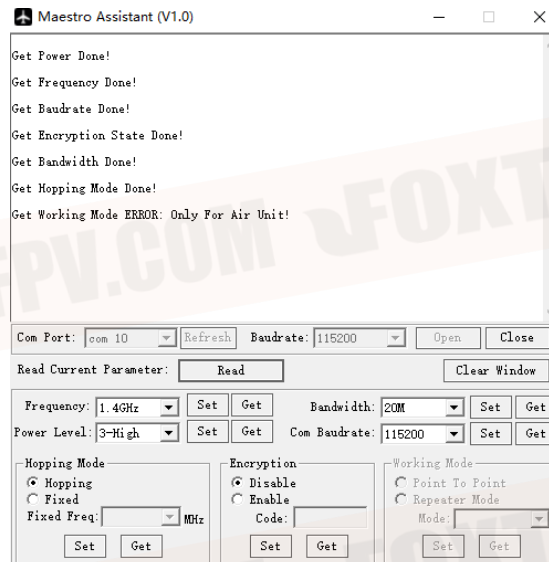 Maestro Assistant (V1.0)
Get Power Done!
Get Frequency Done!
Get Baudrate Done!
Get Encryption State Done!
Get Bandwidth Done!
Get Hopping Mode Done!
Get Working Mode ERROR: Only For Air Unit!
FPV.COM FOXT
Com Port: com 10 Refresh Baudrate: 115200 Open Close
Read Current Parameter: Read Clear Window
Frequency: 1.4GHz Set Get Bandwidth: 20M Set Get
Power Level: 3-High Set Get Com Baudrate: 115200 Set Get
Hopping Mode Encryption Working Mode
Hopping Disable Point To Point
Fixed Enable Repeater Mode
Fixed Freq: MHz Code: Mode:
Set Get Set Get Set Get